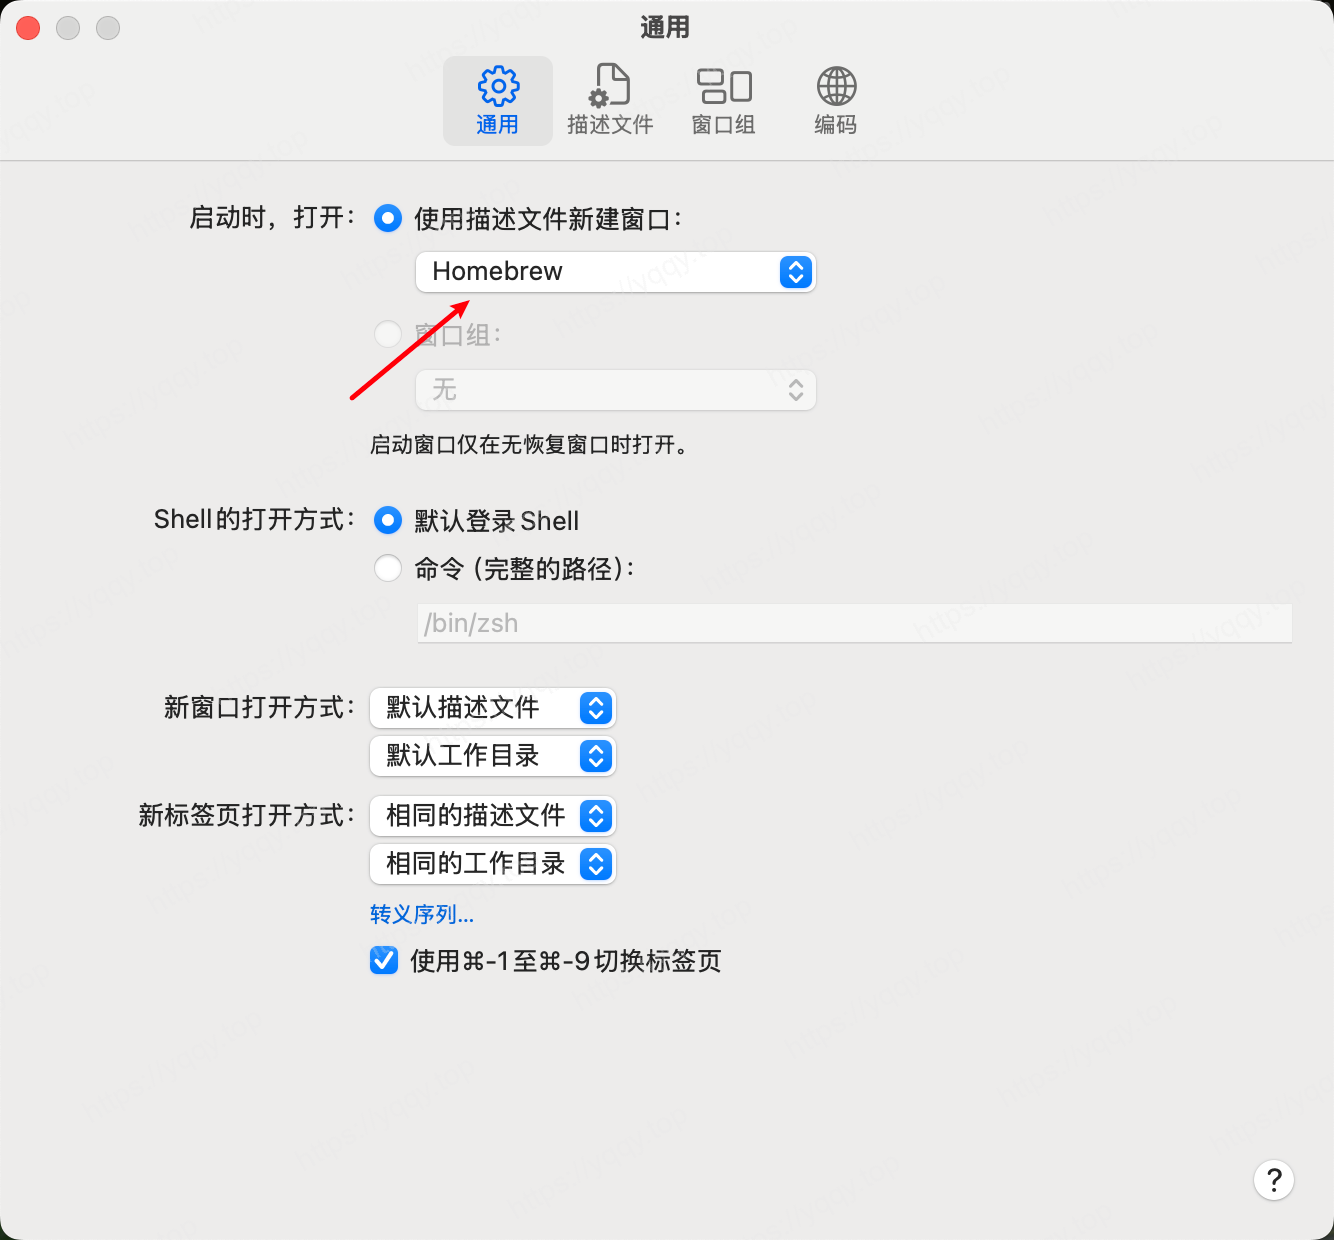 通用
通用 描述文件 窗口组 编码
启动时，打开： 使用描述文件新建窗口：
Homebrew
窗口组：
无
启动窗口仅在无恢复窗口时打开。
Shell的打开方式： 默认登录 Shell
命令（完整的路径）：
/bin/zsh
新窗口打开方式： 默认描述文件
默认工作目录
新标签页打开方式： 相同的描述文件
相同的工作目录
转义序列...
使用⌘-1至⌘-9切换标签页
?
https://yqqy.top